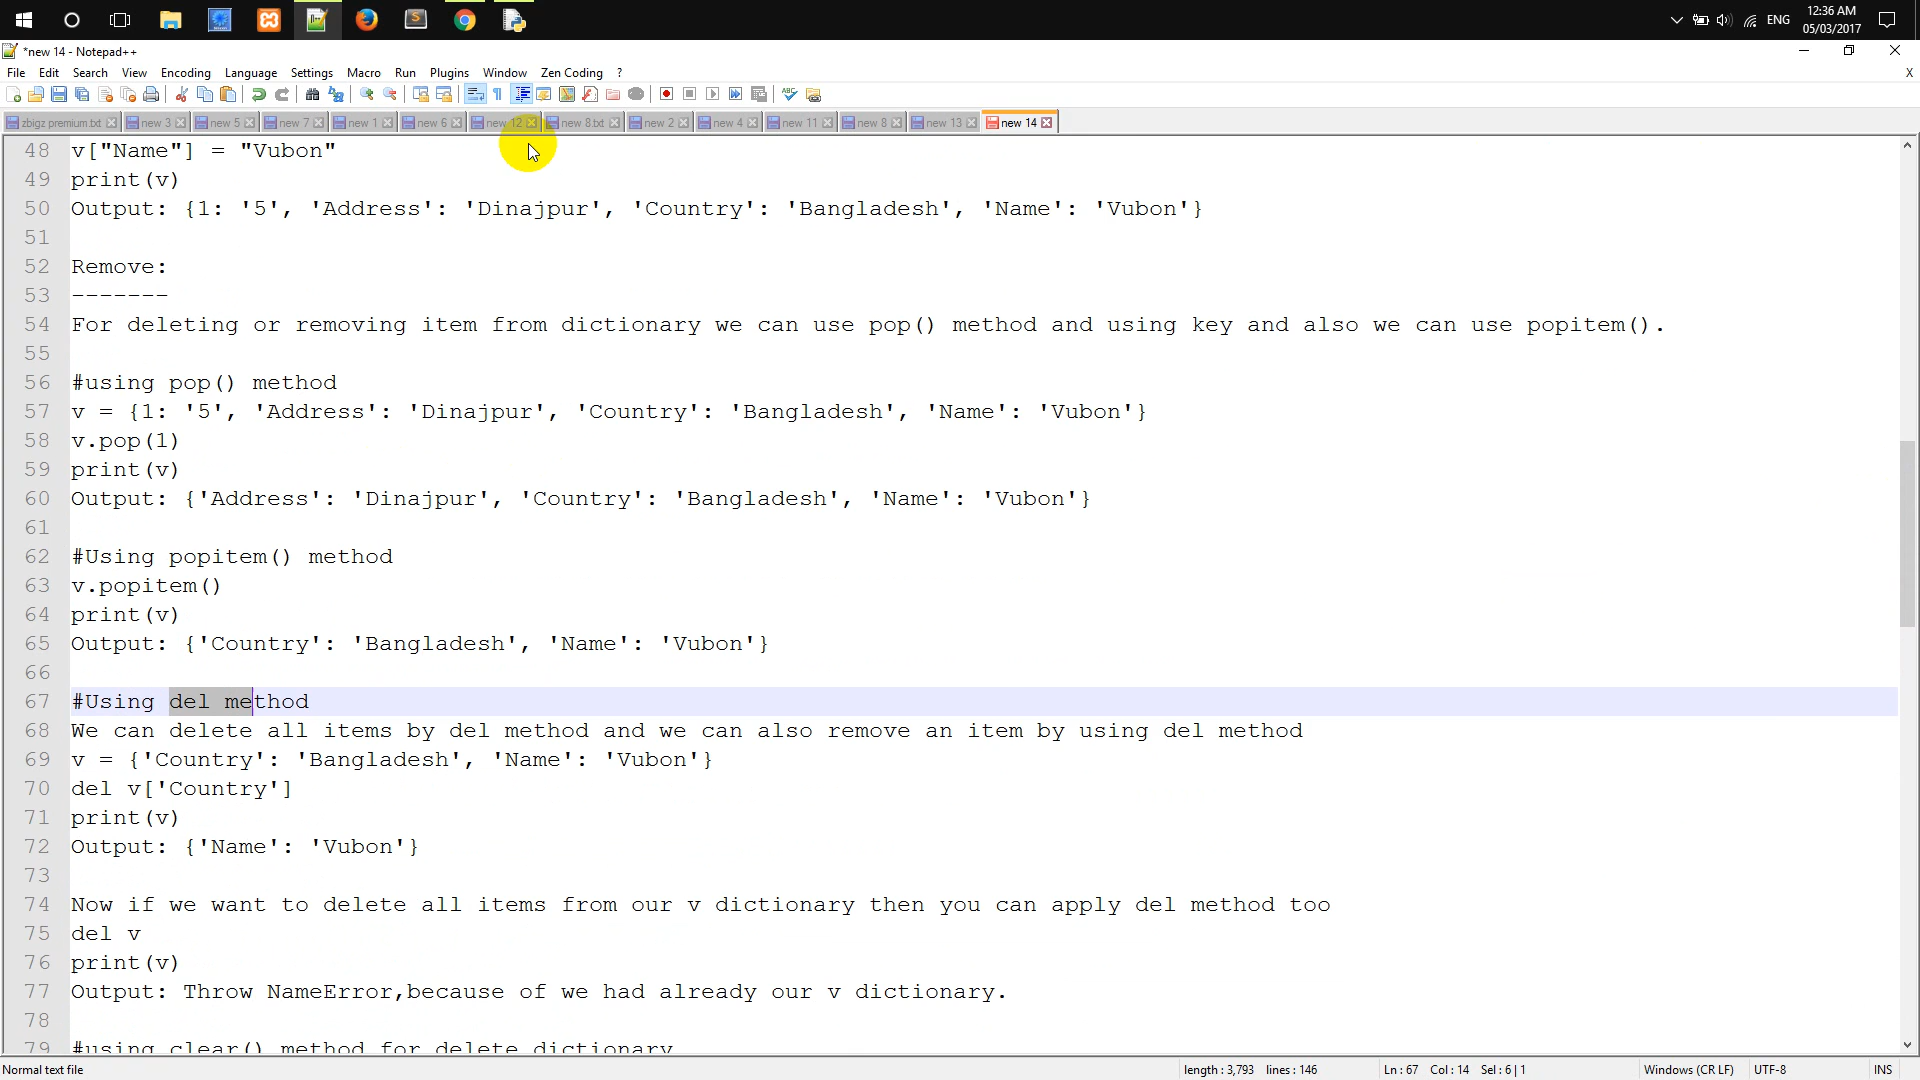 ENG
12:36 AM
05/03/2017
*new 14 - Notepad++
File Edit Search View Encoding Language Settings Macro Run Plugins Window Zen Coding ? X
zbigz premium.txt new 3 new 5 new 7 new 1 new 6 new 12 new 8.txt new 2 new 4 new 11 new 8 new 13 new 14
48 v["Name"] = "Vubon"
49 print(v)
50 Output: {1: '5', 'Address': 'Dinajpur', 'Country': 'Bangladesh', 'Name': 'Vubon'}
51
52 Remove:
53 -------
54 For deleting or removing item from dictionary we can use pop() method and using key and also we can use popitem().
55
56 #using pop() method
57 v = {1: '5', 'Address': 'Dinajpur', 'Country': 'Bangladesh', 'Name': 'Vubon'}
58 v.pop(1)
59 print(v)
60 Output: {'Address': 'Dinajpur', 'Country': 'Bangladesh', 'Name': 'Vubon'}
61
62 #Using popitem() method
63 v.popitem()
64 print(v)
65 Output: {'Country': 'Bangladesh', 'Name': 'Vubon'}
66
67 #Using del method
68 We can delete all items by del method and we can also remove an item by using del method
69 v = {'Country': 'Bangladesh', 'Name': 'Vubon'}
70 del v['Country']
71 print(v)
72 Output: {'Name': 'Vubon'}
73
74 Now if we want to delete all items from our v dictionary then you can apply del method too
75 del v
76 print(v)
77 Output: Throw NameError,because of we had already our v dictionary.
78
79 #using clear() method for delete dictionary
Normal text file length : 3,793 lines : 146 Ln : 67 Col : 14 Sel : 6 | 1 Windows (CR LF) UTF-8 INS